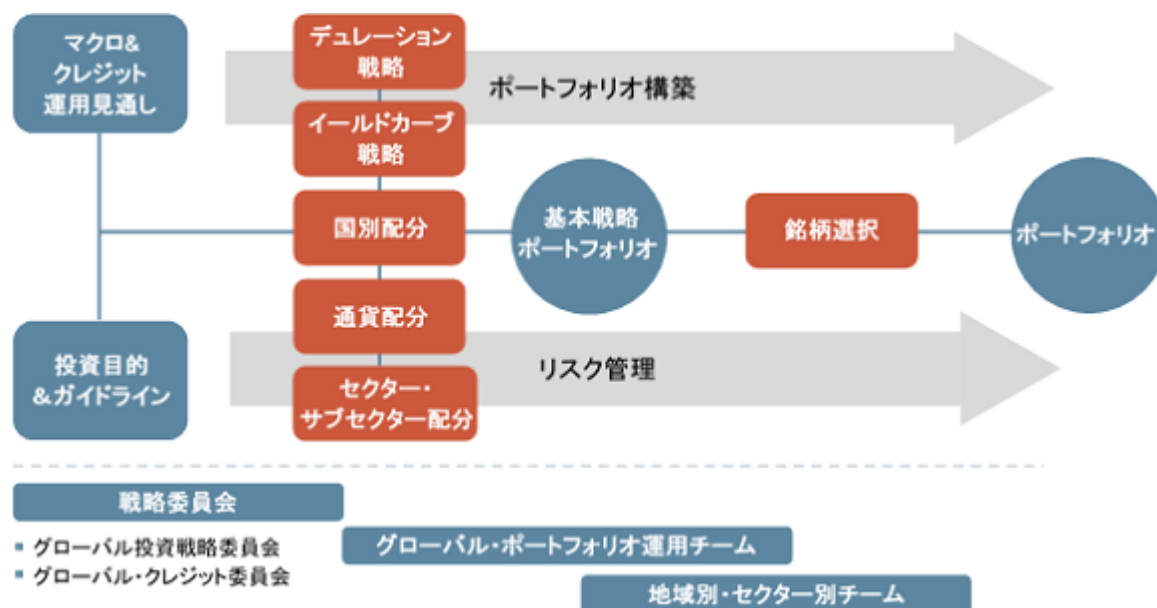 マクロ&
クレジット
運用見通し
デュレーション
戦略
ポートフォリオ構築
イールドカーブ
戦略
国別配分
基本戦略
ポートフォリオ
銘柄選択
ポートフォリオ
通貨配分
投資目的
&ガイドライン
リスク管理
セクター・
サブセクター配分
戦略委員会
▪ グローバル投資戦略委員会
▪ グローバル・クレジット委員会
グローバル・ポートフォリオ運用チーム
地域別・セクター別チーム